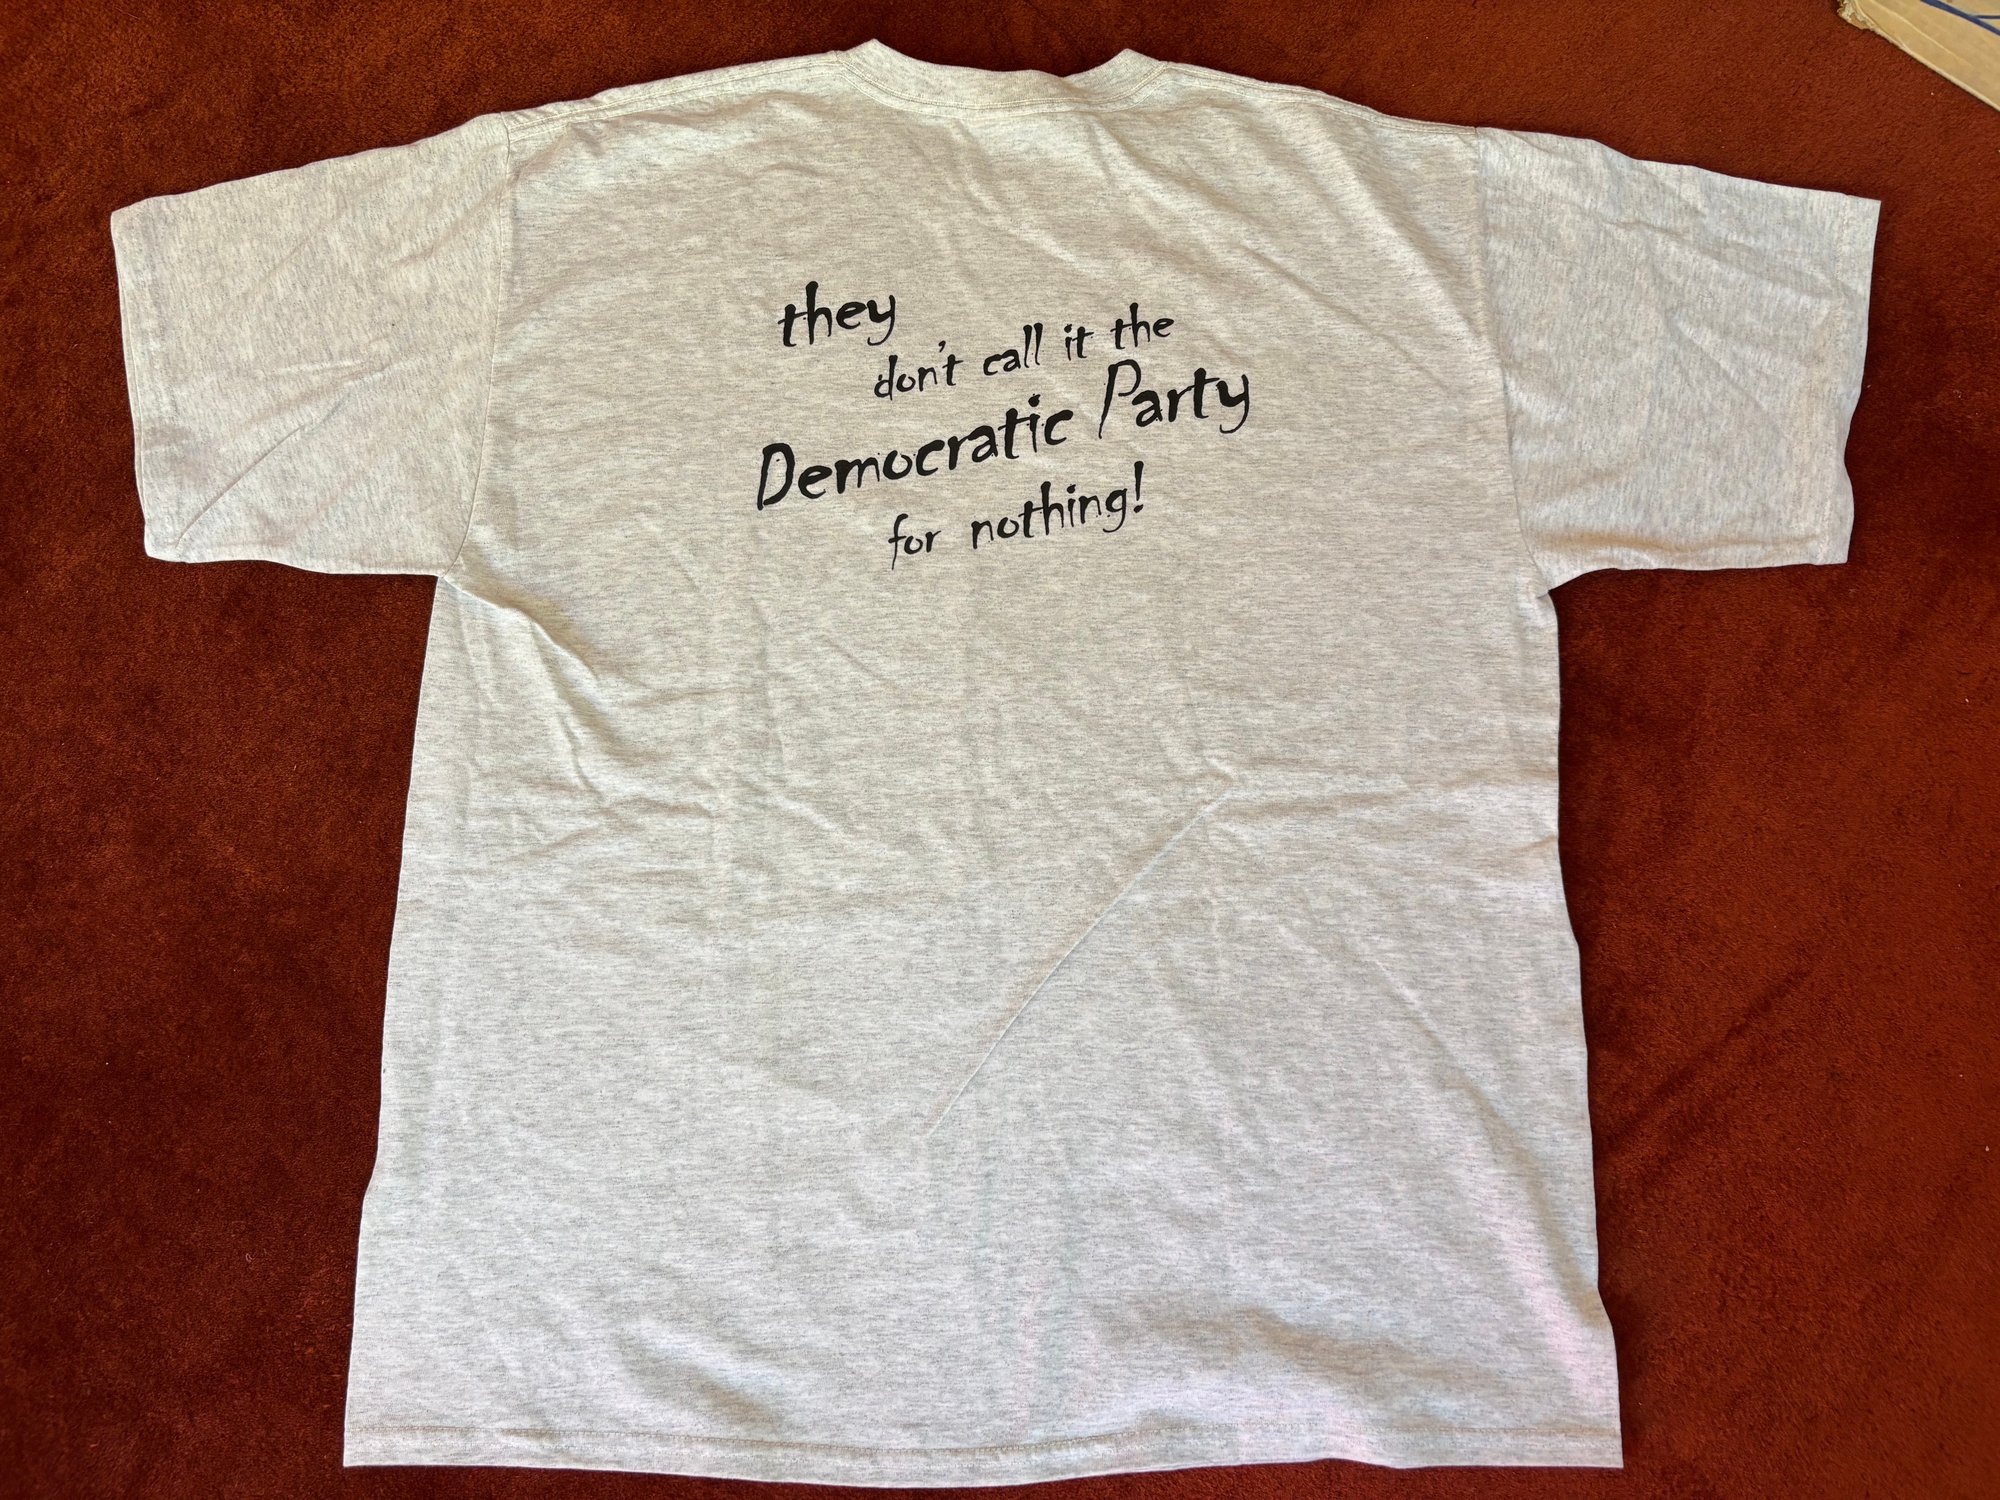 they
don't call it the
Democratic Party
for nothing!